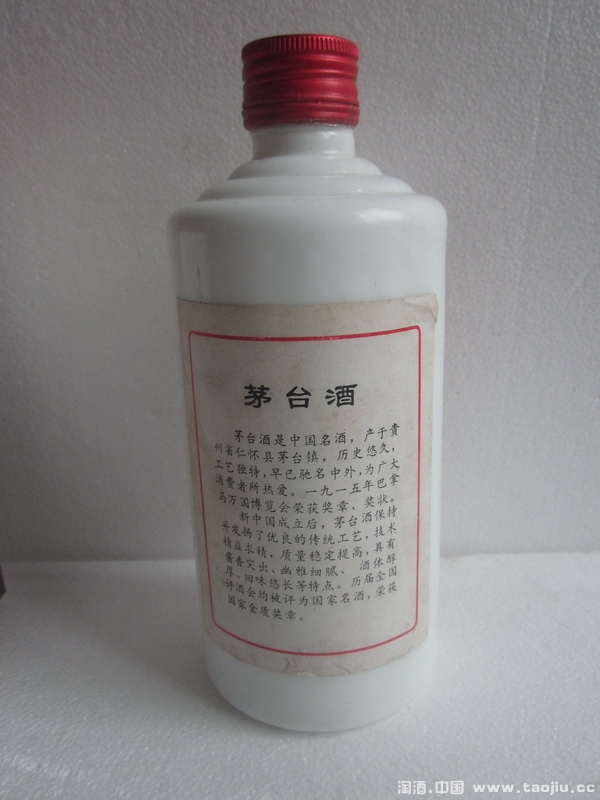 茅台酒
茅台酒是中国名酒，产于贵
州省仁怀县茅台镇，历史悠久，
工艺独特，早已驰名中外，为广大
消费者所热爱。一九一五年巴拿
马万国博览会荣获奖章、奖状。
新中国成立后，茅台酒保持
并发扬了优良的传统工艺，技术
精益求精，质量稳定提高，具有
酱香突出、幽雅细腻、酒体醇
厚、回味悠长等特点。历届全国
评酒会均被评为国家名酒，荣获
国家金质奖章。
淘酒.中国 www.taojiu.cc